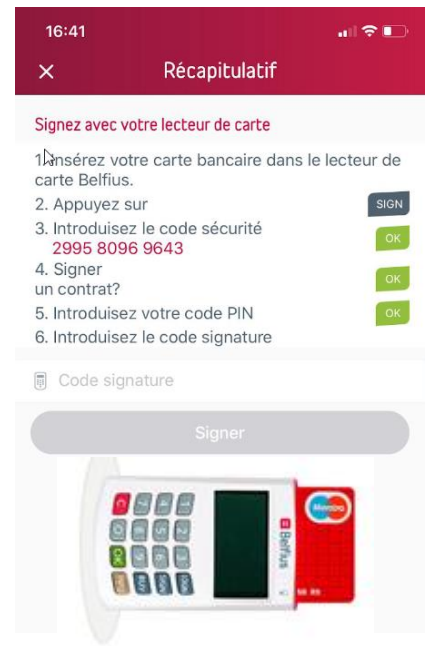 16:41
Récapitulatif
Signez avec votre lecteur de carte
1. Insérez votre carte bancaire dans le lecteur de
carte Belfius.
2. Appuyez sur SIGN
3. Introduisez le code sécurité OK
2995 8096 9643
4. Signer OK
un contrat?
5. Introduisez votre code PIN OK
6. Introduisez le code signature
Code signature
Signer
Belfius
Maestro
OK
C